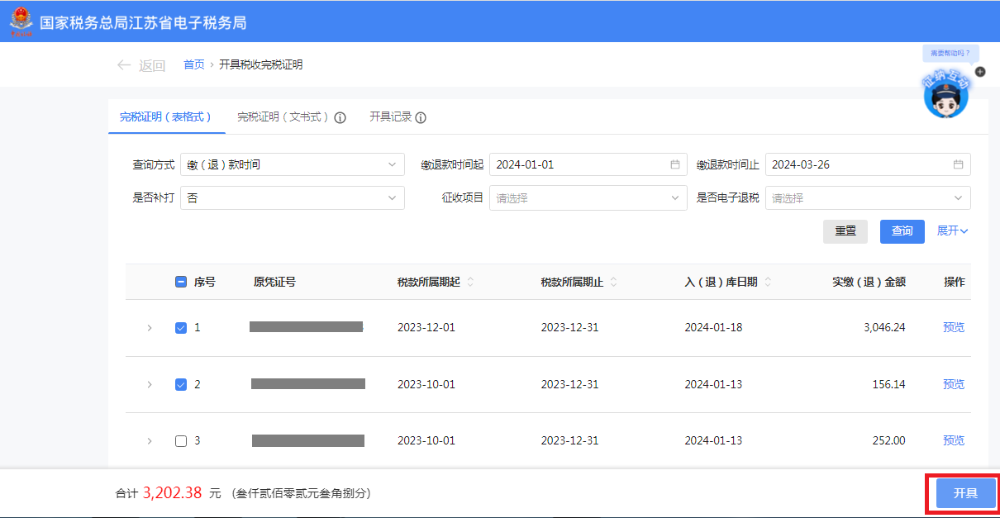 国家税务总局江苏省电子税务局
返回 首页 › 开具税收完税证明
需要帮助吗？
征纳互动
完税证明（表格式） 完税证明（文书式） 开具记录
查询方式 缴（退）款时间 缴退款时间起 2024-01-01 缴退款时间止 2024-03-26
是否补打 否 征收项目 请选择 是否电子退税 请选择
重置 查询 展开
序号 原凭证号 税款所属期起 税款所属期止 入（退）库日期 实缴（退）金额 操作
1 2023-12-01 2023-12-31 2024-01-18 3,046.24 预览
2 2023-10-01 2023-12-31 2024-01-13 156.14 预览
3 2023-10-01 2023-12-31 2024-01-13 252.00 预览
合计 3,202.38 元 (叁仟贰佰零贰元叁角捌分) 开具